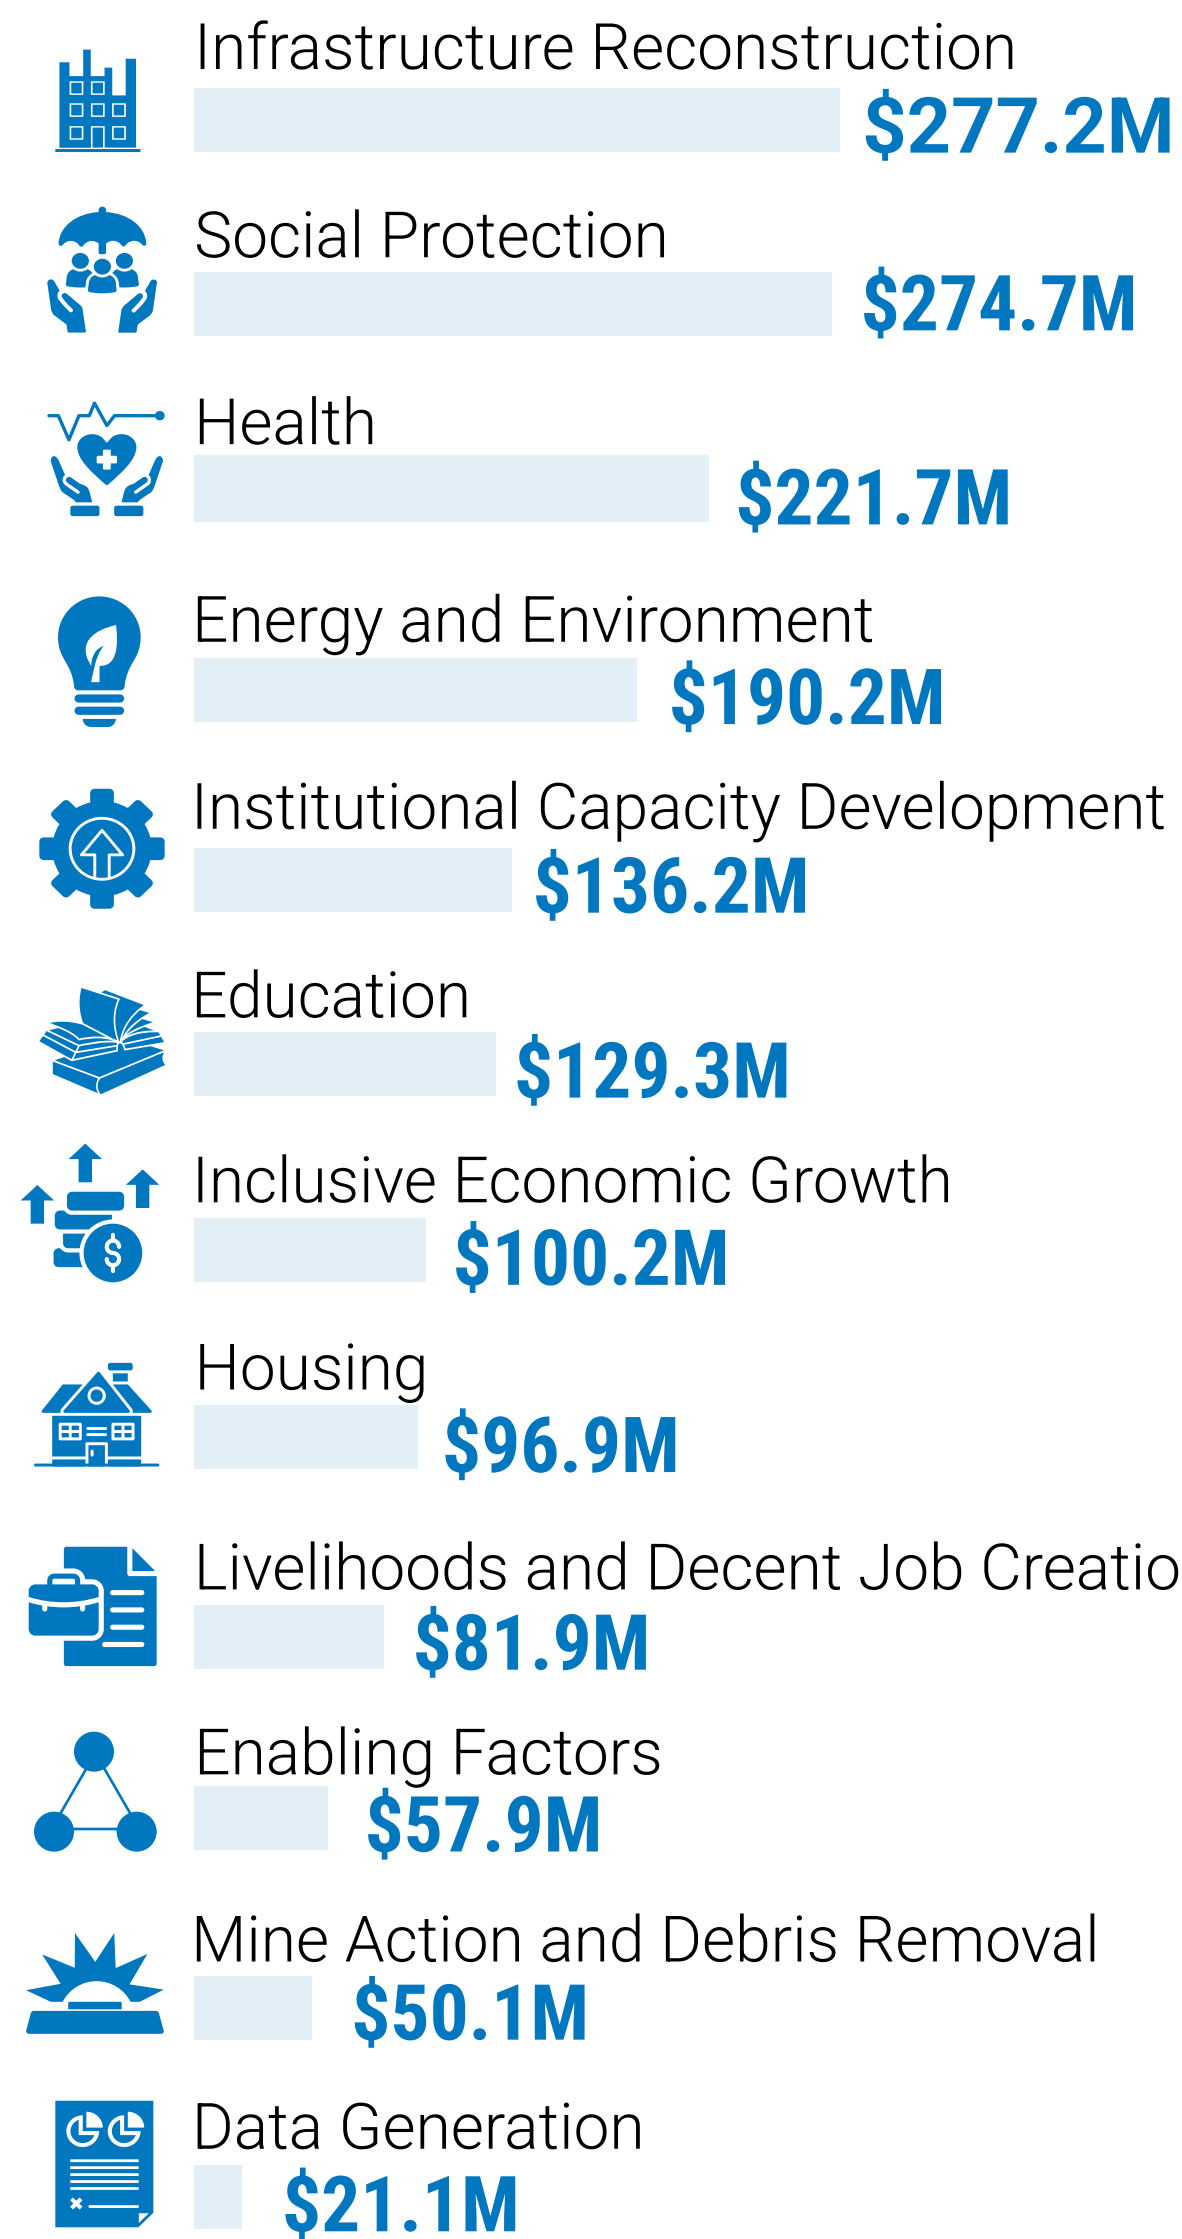 Infrastructure Reconstruction
$277.2M
Social Protection
$274.7M
Health
$221.7M
Energy and Environment
$190.2M
Institutional Capacity Development
$136.2M
Education
$129.3M
Inclusive Economic Growth
$100.2M
$
Housing
$96.9M
Livelihoods and Decent Job Creatio
$81.9M
Enabling Factors
$57.9M
Mine Action and Debris Removal
$50.1M
Data Generation
$21.1M